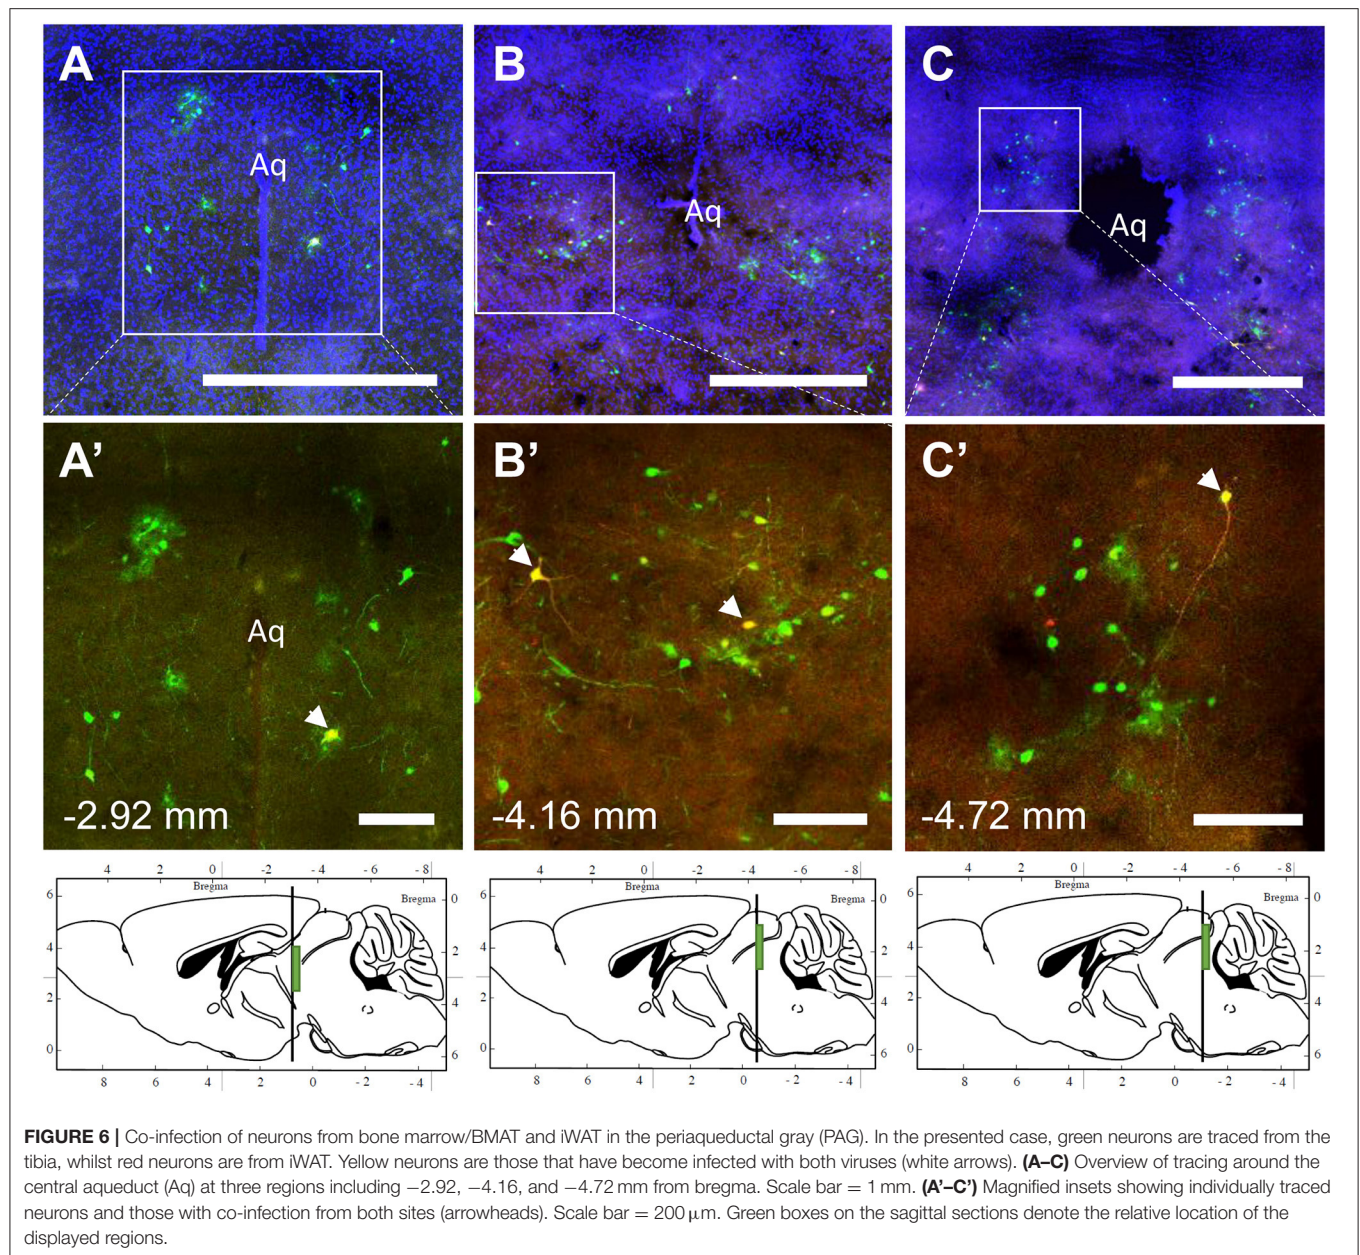 A
Aq
B
Aq
C
Aq
A’
Aq
-2.92 mm
B’
-4.16 mm
C’
-4.72 mm
4 2 0 -2 -4 -6 - 8
Bregma
Bregma
6
4
2
0
0
2
4
6
8 6 4 2 0 - 2 - 4
4 2 0 -2 -4 -6 - 8
Bregma
Bregma
6
4
2
0
0
2
4
6
8 6 4 2 0 - 2 - 4
4 2 0 -2 -4 -6 - 8
Bregma
Bregma
6
4
2
0
0
2
4
6
8 6 4 2 0 - 2 - 4
FIGURE 6 | Co-infection of neurons from bone marrow/BMAT and iWAT in the periaqueductal gray (PAG). In the presented case, green neurons are traced from the
tibia, whilst red neurons are from iWAT. Yellow neurons are those that have become infected with both viruses (white arrows). (A–C) Overview of tracing around the
central aqueduct (Aq) at three regions including −2.92, −4.16, and −4.72 mm from bregma. Scale bar = 1 mm. (A’–C’) Magnified insets showing individually traced
neurons and those with co-infection from both sites (arrowheads). Scale bar = 200 μm. Green boxes on the sagittal sections denote the relative location of the
displayed regions.